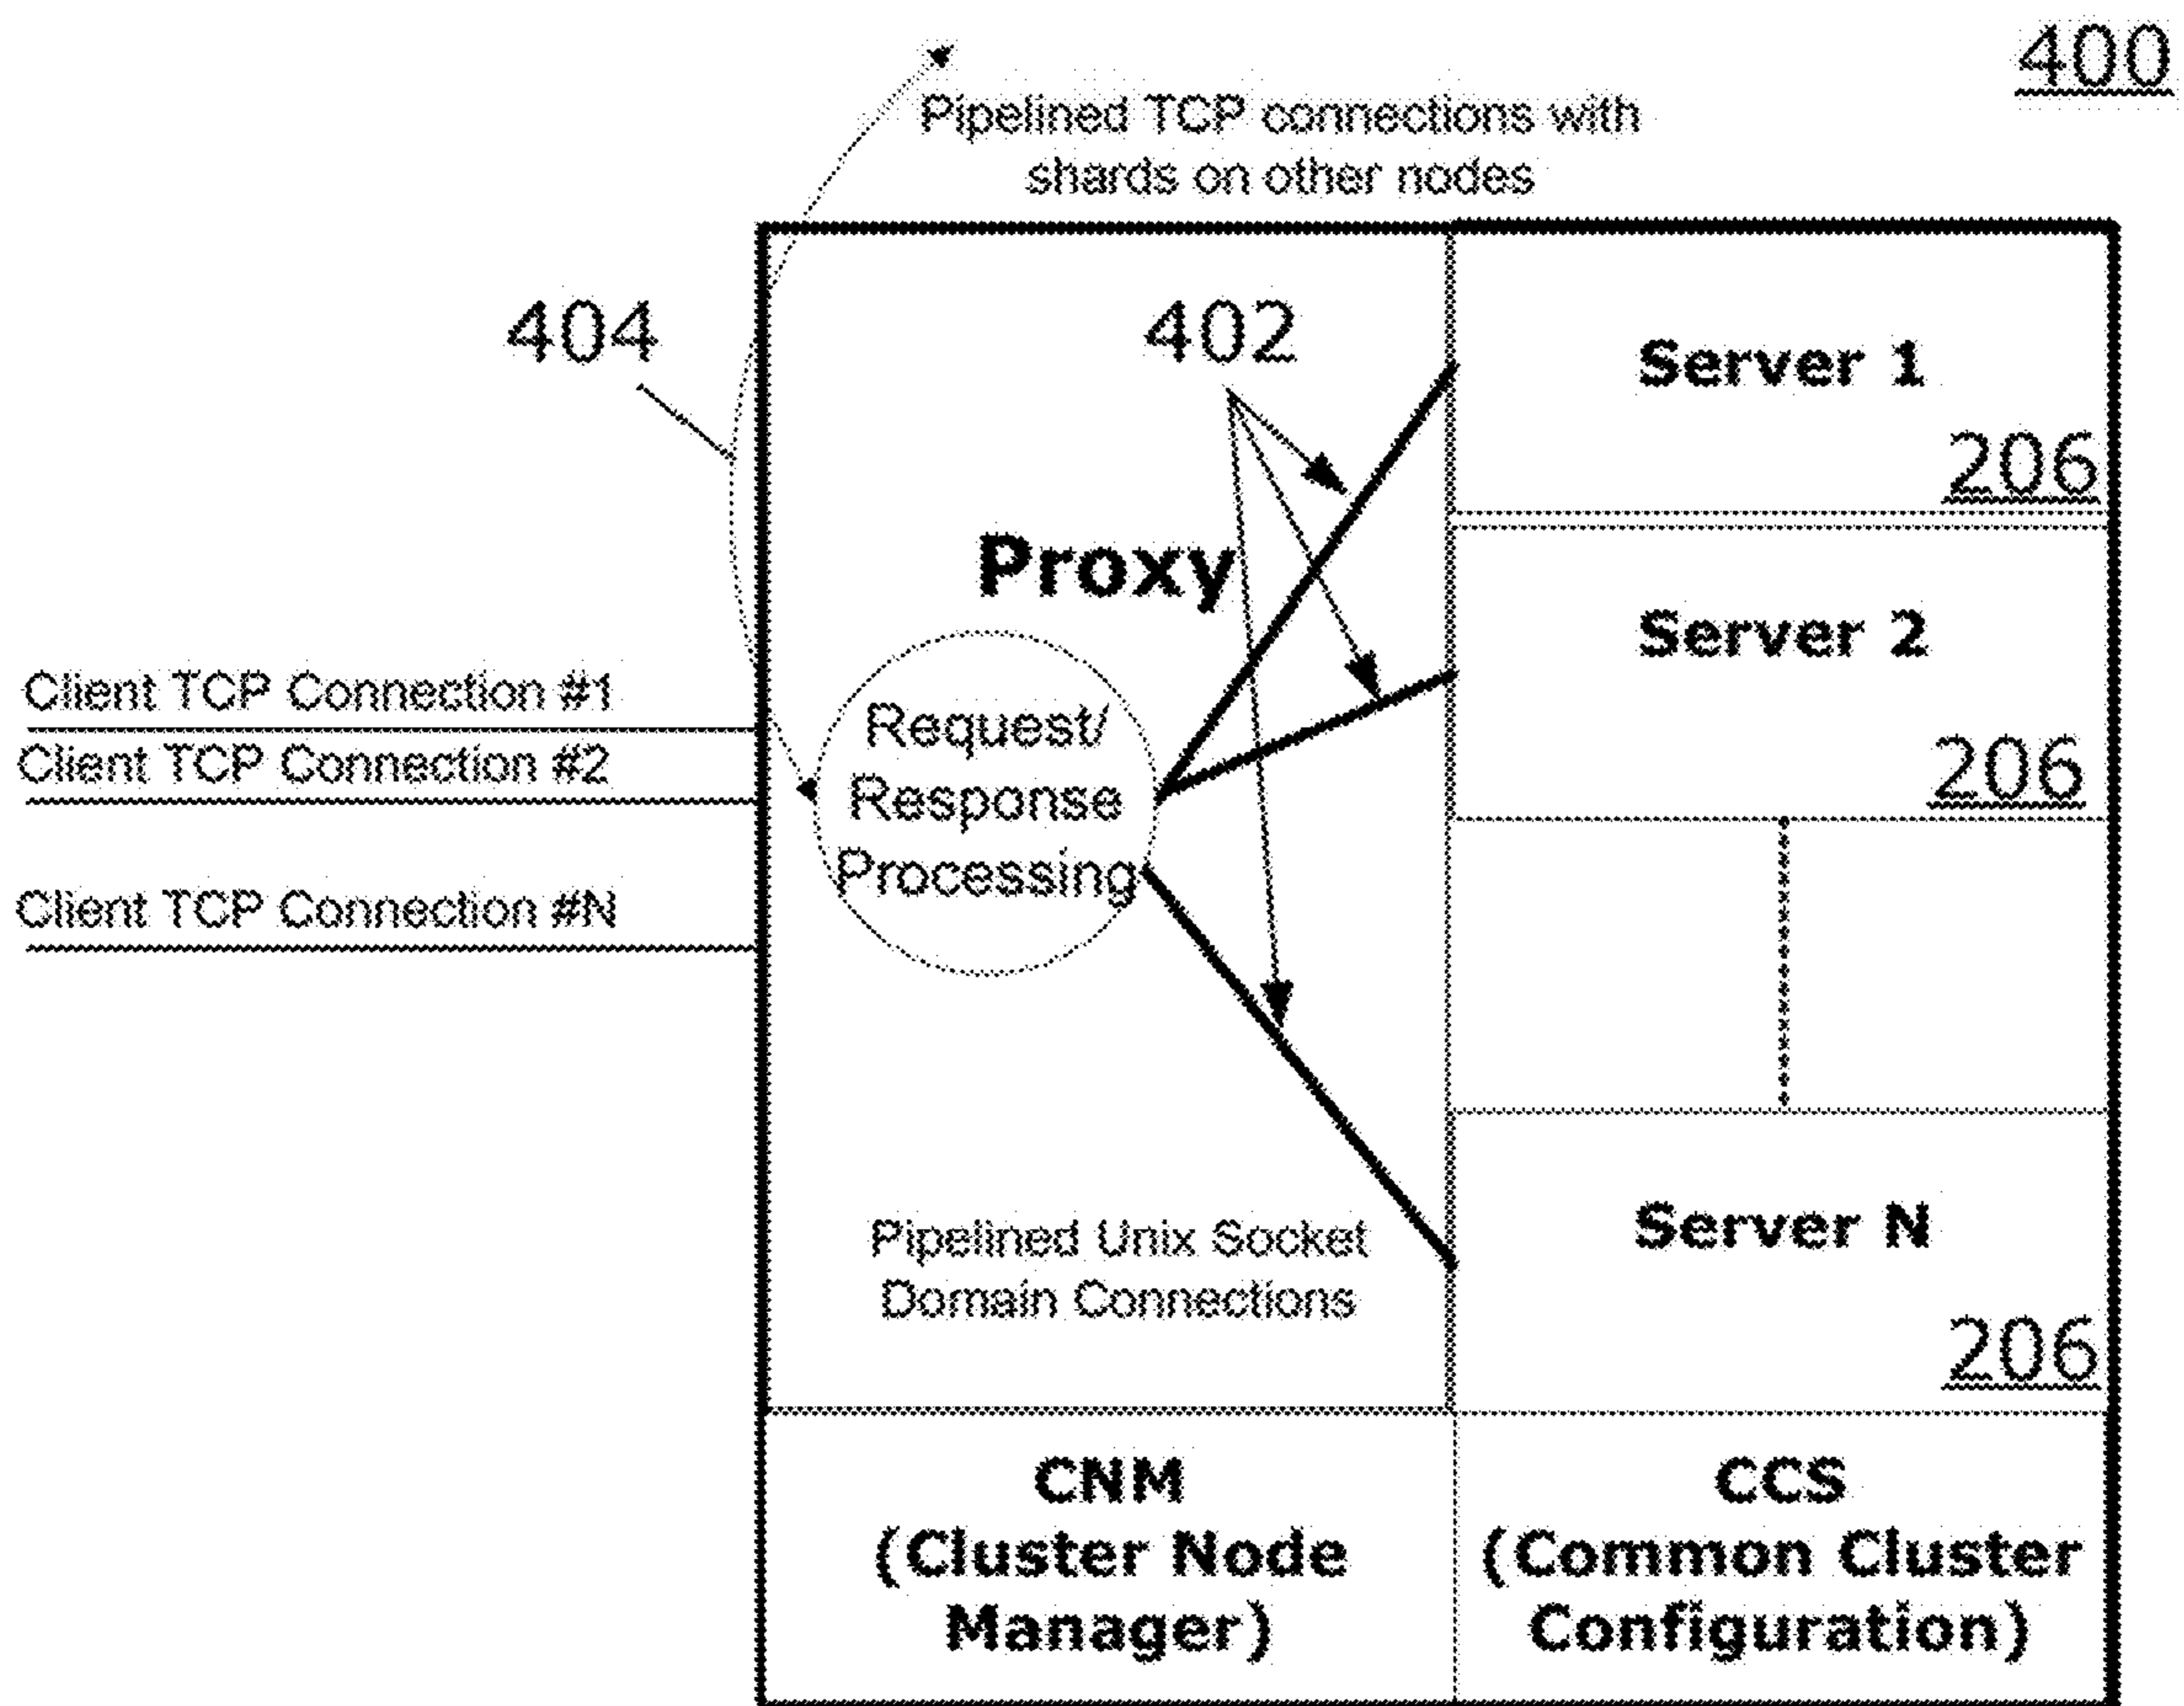 400
Pipelined TCP connections with
shards on other nodes
404
402
Server 1
206
Proxy
Server 2
206
Client TCP Connection #1
Client TCP Connection #2
Client TCP Connection #N
Request/
Response
Processing
Pipelined Unix Socket
Domain Connections
Server N
206
CNM
(Cluster Node
Manager)
CCS
(Common Cluster
Configuration)